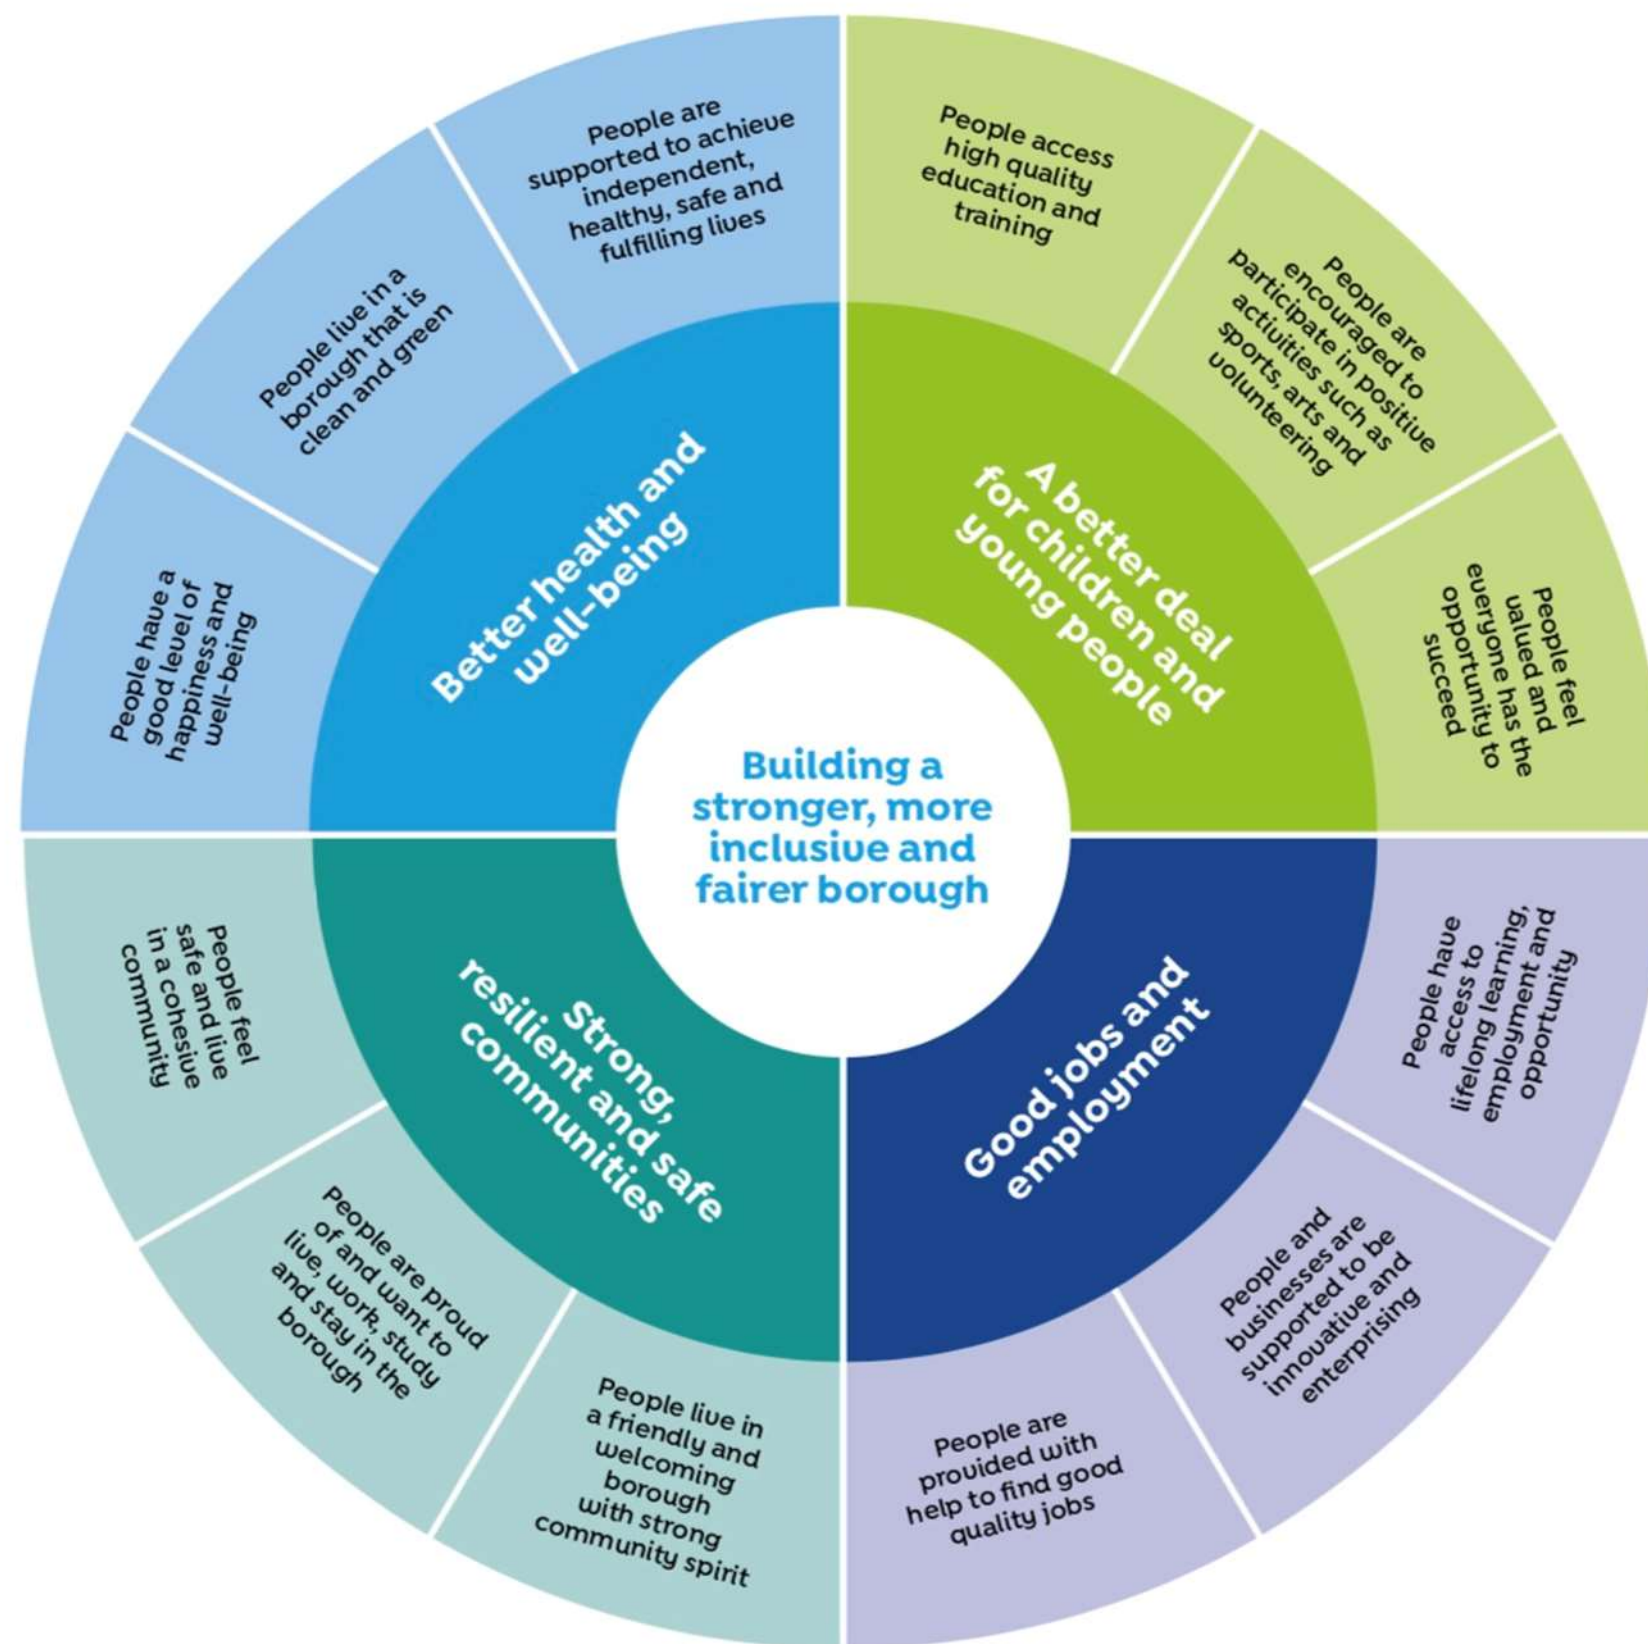 Building a
stronger, more
inclusive and
fairer borough
A better deal
for children and
young people
People access
high quality
education and
training
People are
encouraged to
participate in positive
activities such as
sports, arts and
volunteering
People feel
valued and
everyone has the
opportunity to
succeed
Good jobs and
employment
People have
access to
lifelong learning,
employment and
opportunity
People and
businesses are
supported to be
innovative and
enterprising
People are
provided with
help to find good
quality jobs
Strong,
resilient and safe
communities
People live in
a friendly and
welcoming
borough
with strong
community spirit
People are proud
of and want to
live, work, study
and stay in the
borough
People feel
safe and live
in a cohesive
community
Better health and
well-being
People have a
good level of
happiness and
well-being
People live in a
borough that is
clean and green
People are
supported to achieve
independent,
healthy, safe and
fulfilling lives